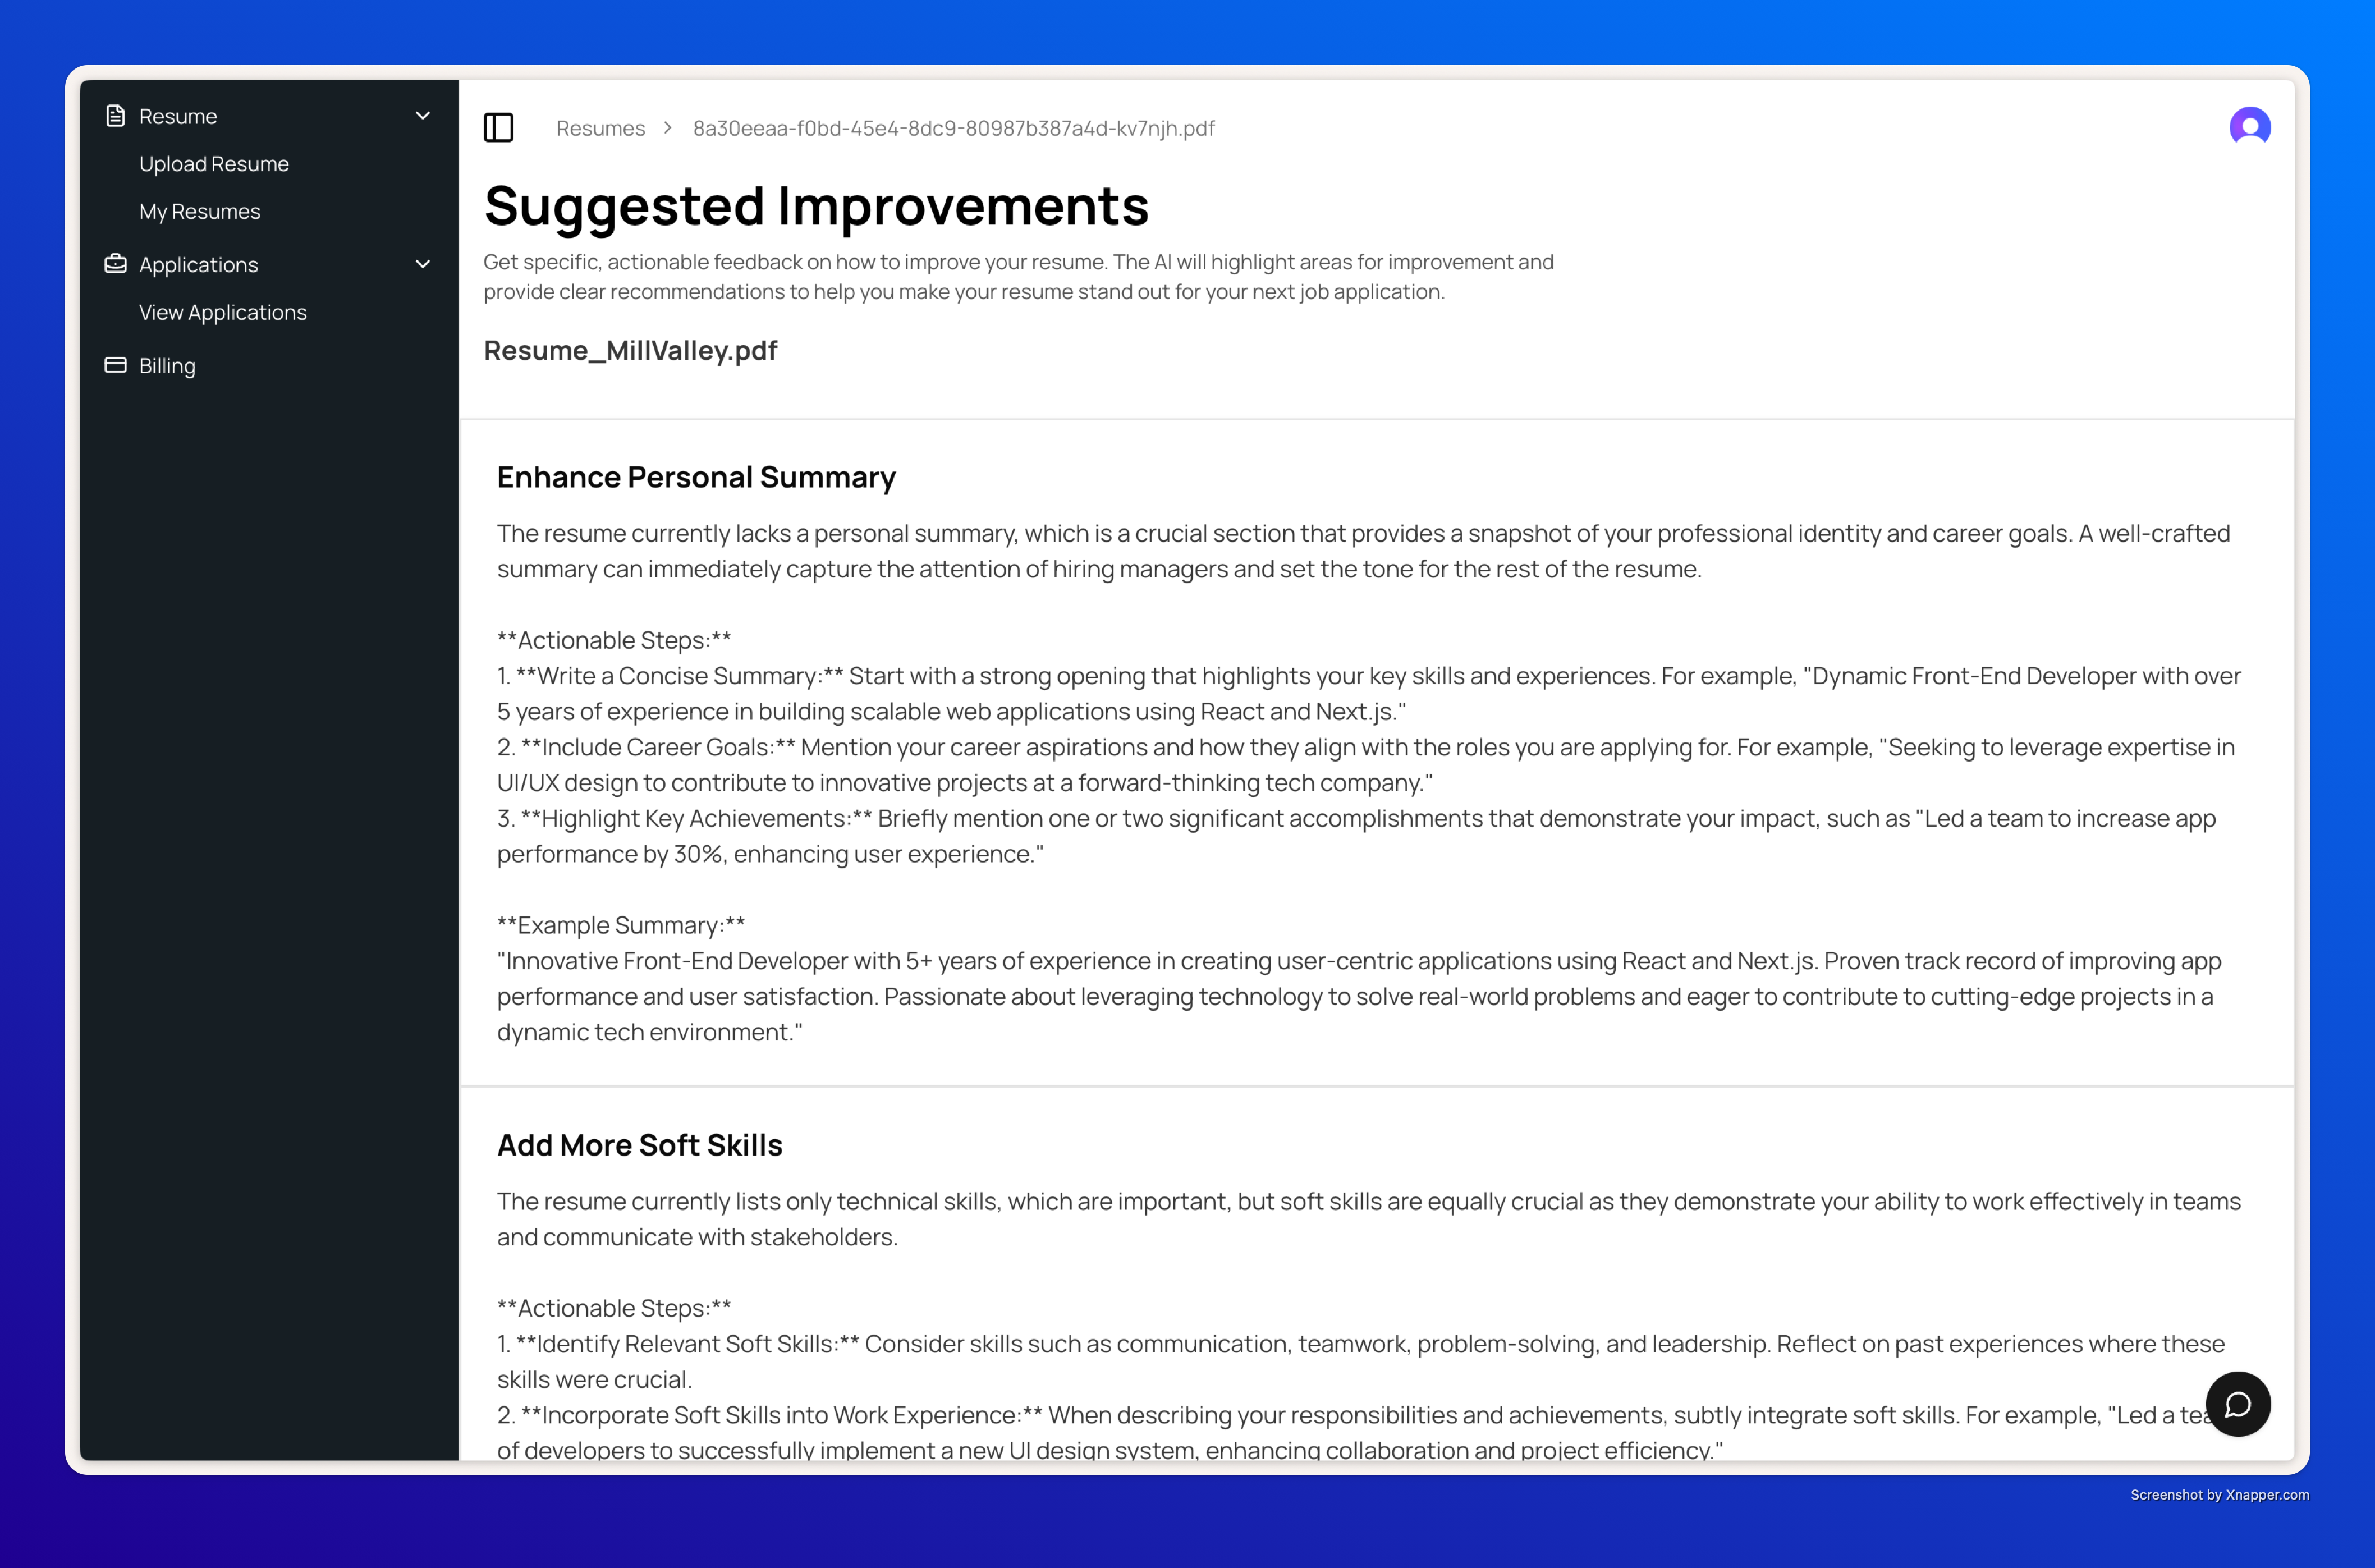 Resume
Upload Resume
My Resumes
Applications
View Applications
Billing
Resumes > 8a30eeaa-f0bd-45e4-8dc9-80987b387a4d-kv7njh.pdf
Suggested Improvements
Get specific, actionable feedback on how to improve your resume. The AI will highlight areas for improvement and
provide clear recommendations to help you make your resume stand out for your next job application.
Resume_MillValley.pdf
Enhance Personal Summary
The resume currently lacks a personal summary, which is a crucial section that provides a snapshot of your professional identity and career goals. A well-crafted
summary can immediately capture the attention of hiring managers and set the tone for the rest of the resume.
**Actionable Steps:**
1. **Write a Concise Summary:** Start with a strong opening that highlights your key skills and experiences. For example, "Dynamic Front-End Developer with over
5 years of experience in building scalable web applications using React and Next.js."
2. **Include Career Goals:** Mention your career aspirations and how they align with the roles you are applying for. For example, "Seeking to leverage expertise in
UI/UX design to contribute to innovative projects at a forward-thinking tech company."
3. **Highlight Key Achievements:** Briefly mention one or two significant accomplishments that demonstrate your impact, such as "Led a team to increase app
performance by 30%, enhancing user experience."
**Example Summary:**
"Innovative Front-End Developer with 5+ years of experience in creating user-centric applications using React and Next.js. Proven track record of improving app
performance and user satisfaction. Passionate about leveraging technology to solve real-world problems and eager to contribute to cutting-edge projects in a
dynamic tech environment."
Add More Soft Skills
The resume currently lists only technical skills, which are important, but soft skills are equally crucial as they demonstrate your ability to work effectively in teams
and communicate with stakeholders.
**Actionable Steps:**
1. **Identify Relevant Soft Skills:** Consider skills such as communication, teamwork, problem-solving, and leadership. Reflect on past experiences where these
skills were crucial.
2. **Incorporate Soft Skills into Work Experience:** When describing your responsibilities and achievements, subtly integrate soft skills. For example, "Led a tea
of developers to successfully implement a new UI design system, enhancing collaboration and project efficiency."
Screenshot by Xnapper.com